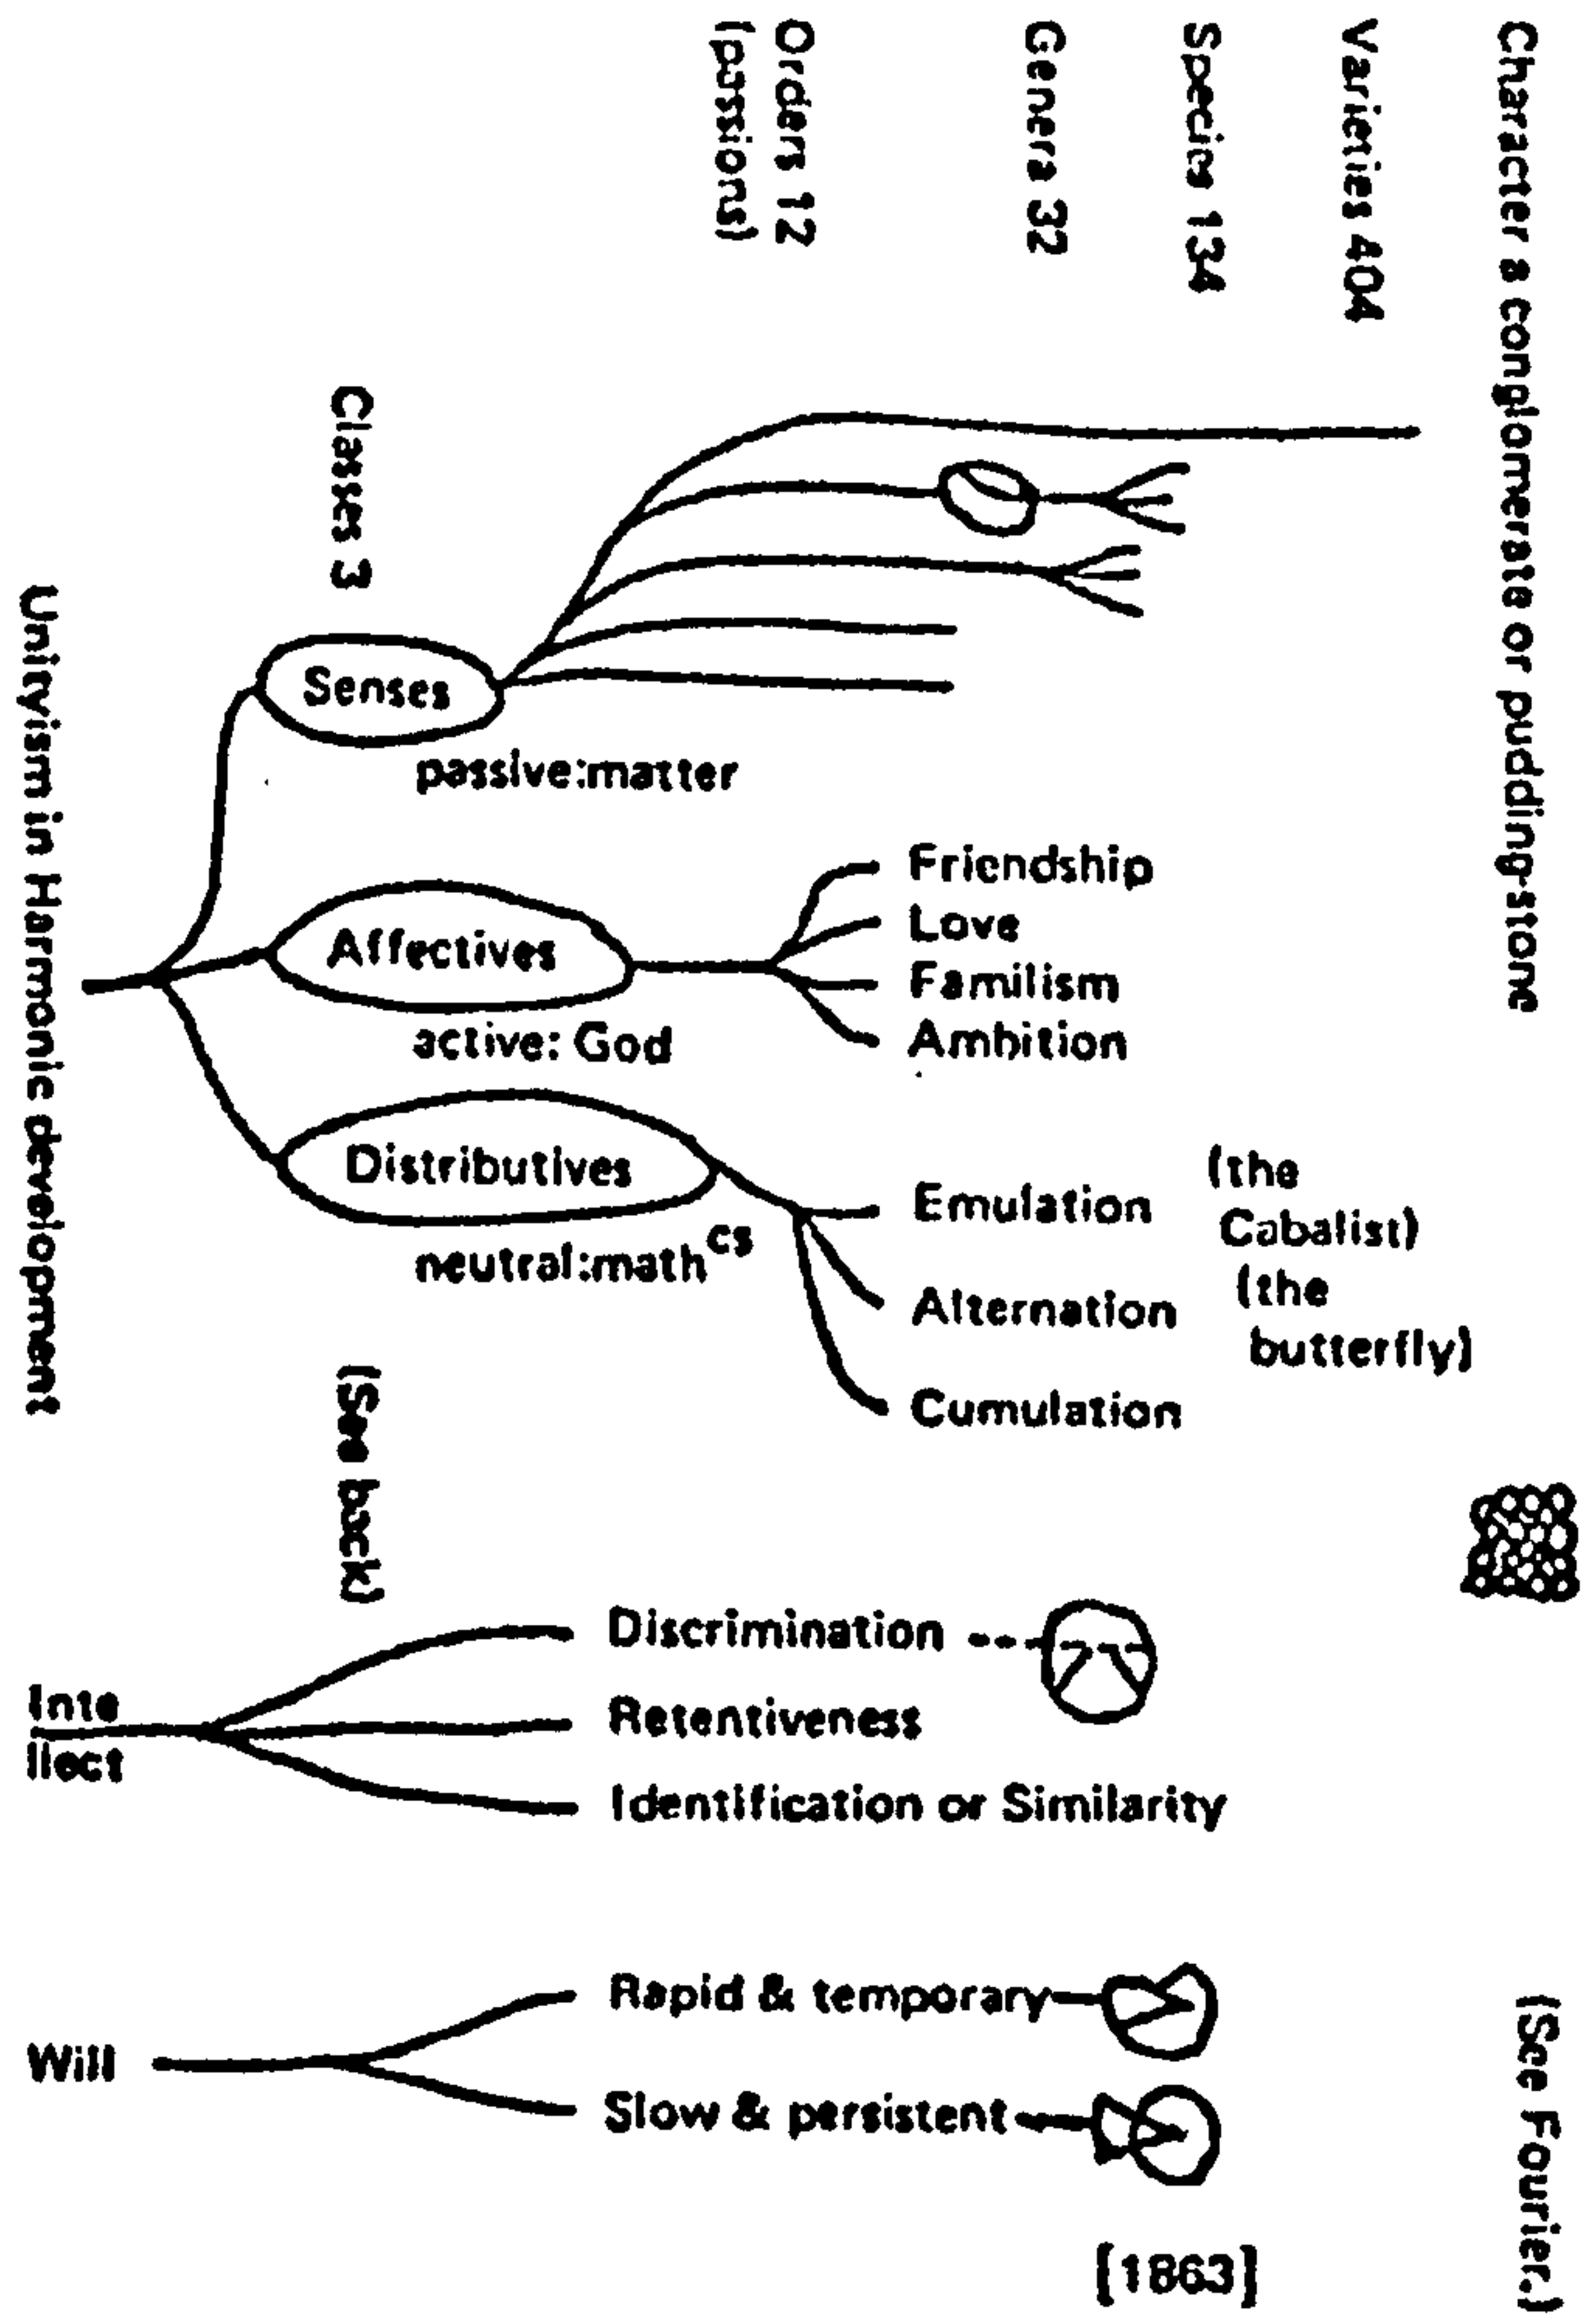 Orders 12
(passions)
Genera 32
Species 134
Varieties 404
Character a conglomerate or pudding-stone
Classes 3
Unityism in Harmonic development
Senses
passive:matter
Affectives
active: God
Friendship
Love
Familism
Ambition
Distributives
neutral:math cs
Emulation
(the
Cabalist)
Alternation
(the
butterfly)
Cumulation
(See back)
Inte
llect
Discrimination
Retentiveness
Identification or Similarity
Will
Rapid & temporary
Slow & persistent
(See Fourier.)
[1863]